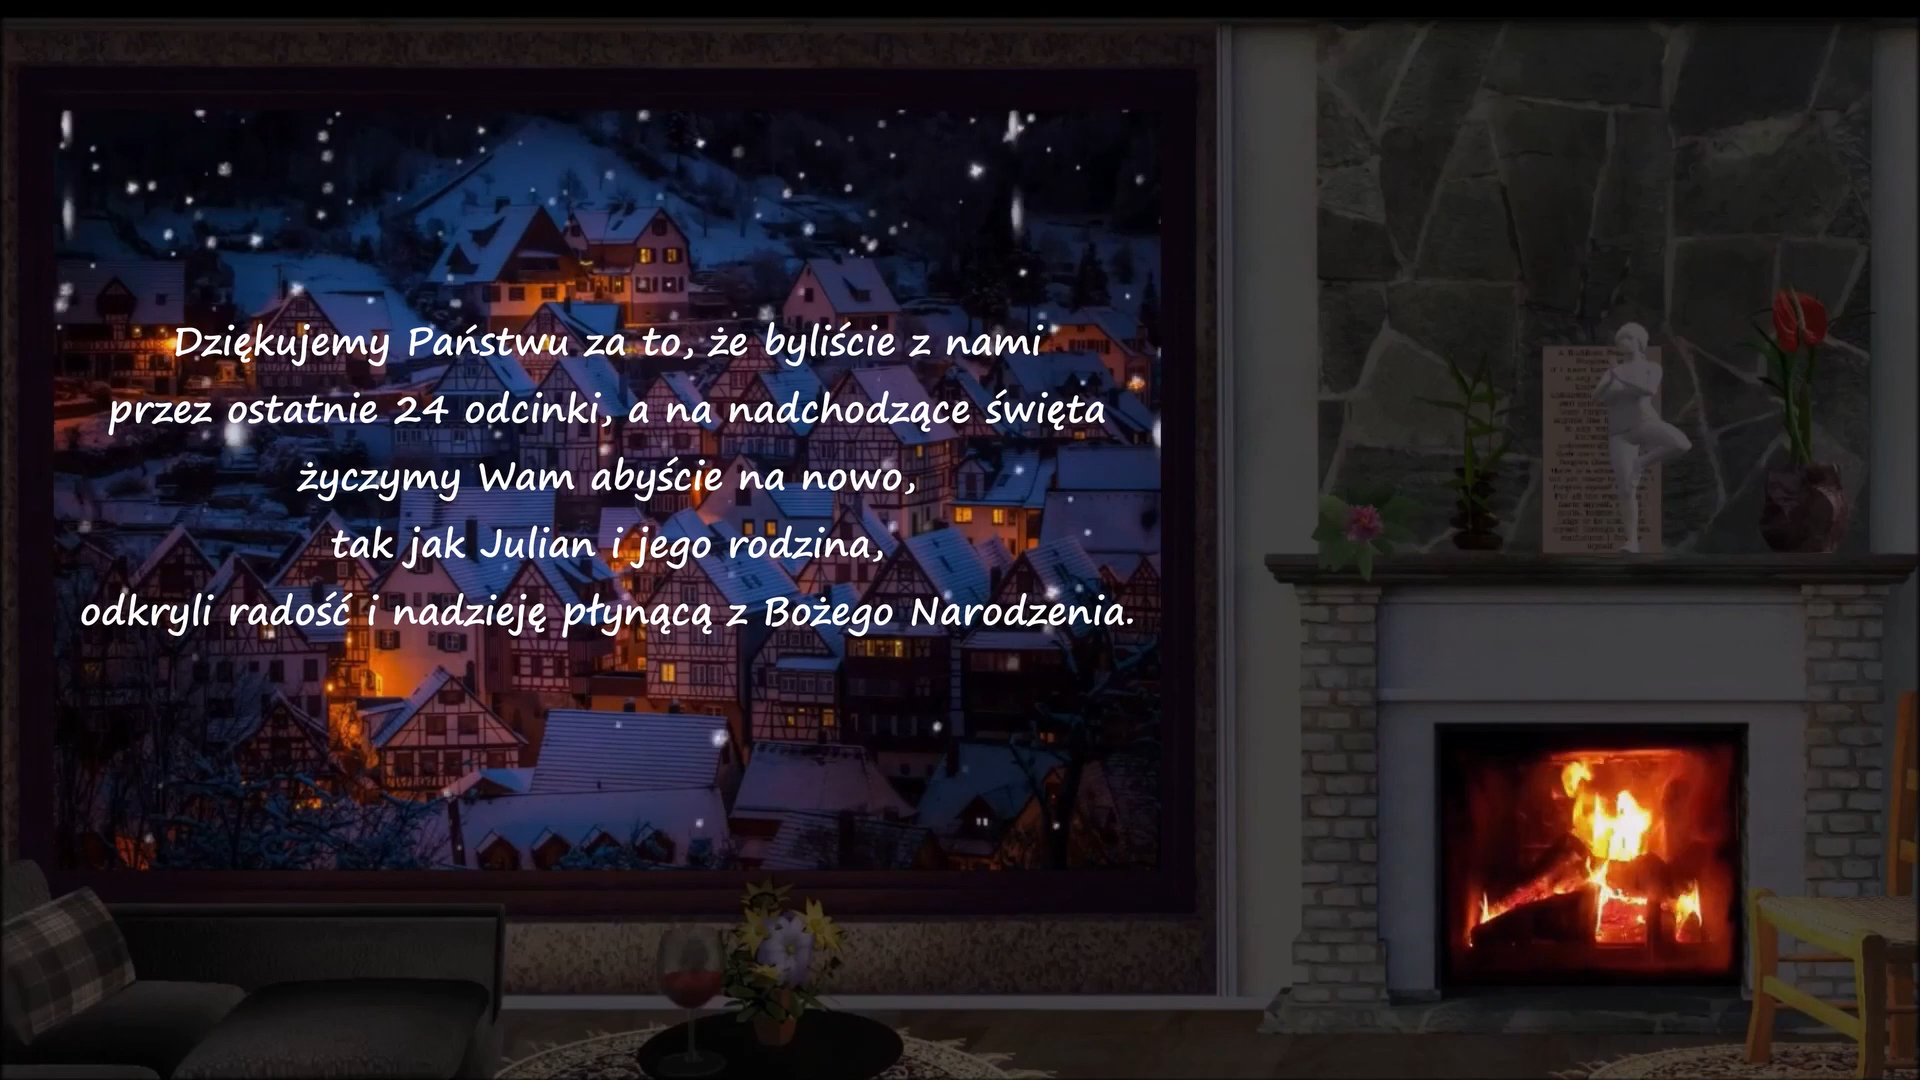 Dziękujemy Państwu za to, że byliście z nami
przez ostatnie 24 odcinki, a na nadchodzące święta
życzymy Wam abyście na nowo,
tak jak Julian i jego rodzina,
odkryli radość i nadzieję płynącą z Bożego Narodzenia.